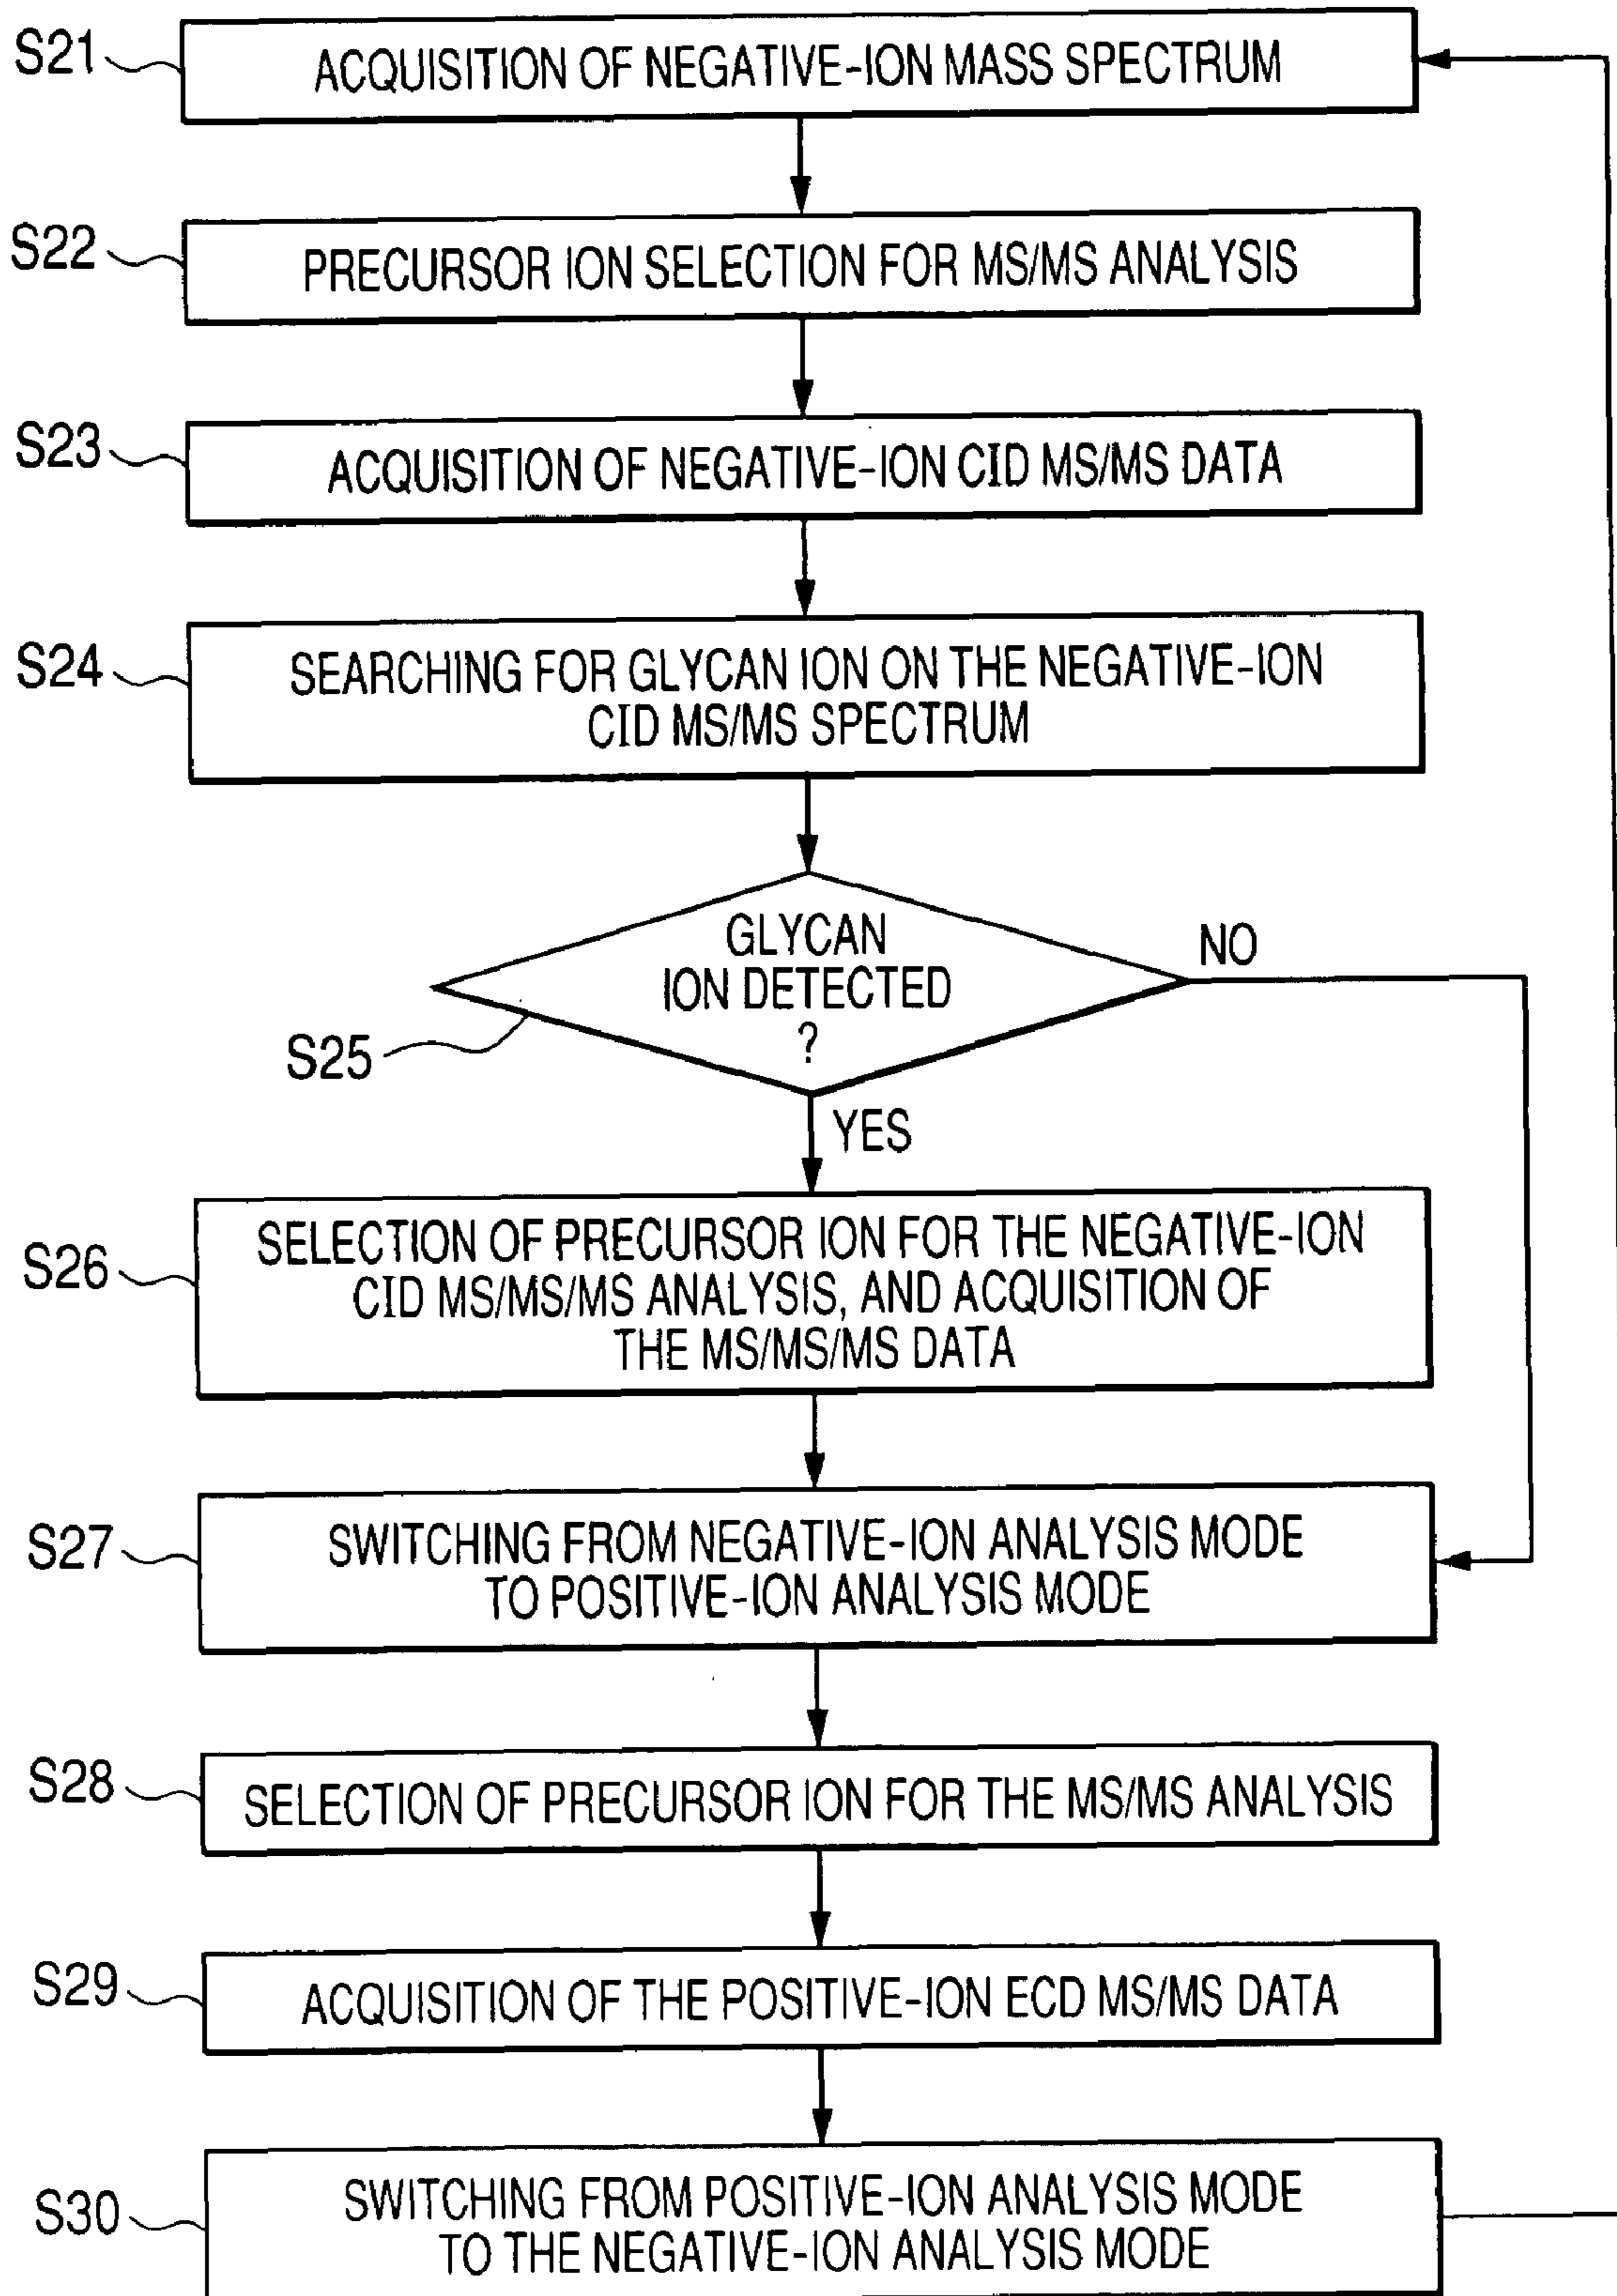 S21
ACQUISITION OF NEGATIVE-ION MASS SPECTRUM
S22
PRECURSOR ION SELECTION FOR MS/MS ANALYSIS
S23
ACQUISITION OF NEGATIVE-ION CID MS/MS DATA
S24
SEARCHING FOR GLYCAN ION ON THE NEGATIVE-ION
CID MS/MS SPECTRUM
GLYCAN
ION DETECTED
?
NO
S25
YES
S26
SELECTION OF PRECURSOR ION FOR THE NEGATIVE-ION
CID MS/MS/MS ANALYSIS, AND ACQUISITION OF
THE MS/MS/MS DATA
S27
SWITCHING FROM NEGATIVE-ION ANALYSIS MODE
TO POSITIVE-ION ANALYSIS MODE
S28
SELECTION OF PRECURSOR ION FOR THE MS/MS ANALYSIS
S29
ACQUISITION OF THE POSITIVE-ION ECD MS/MS DATA
S30
SWITCHING FROM POSITIVE-ION ANALYSIS MODE
TO THE NEGATIVE-ION ANALYSIS MODE